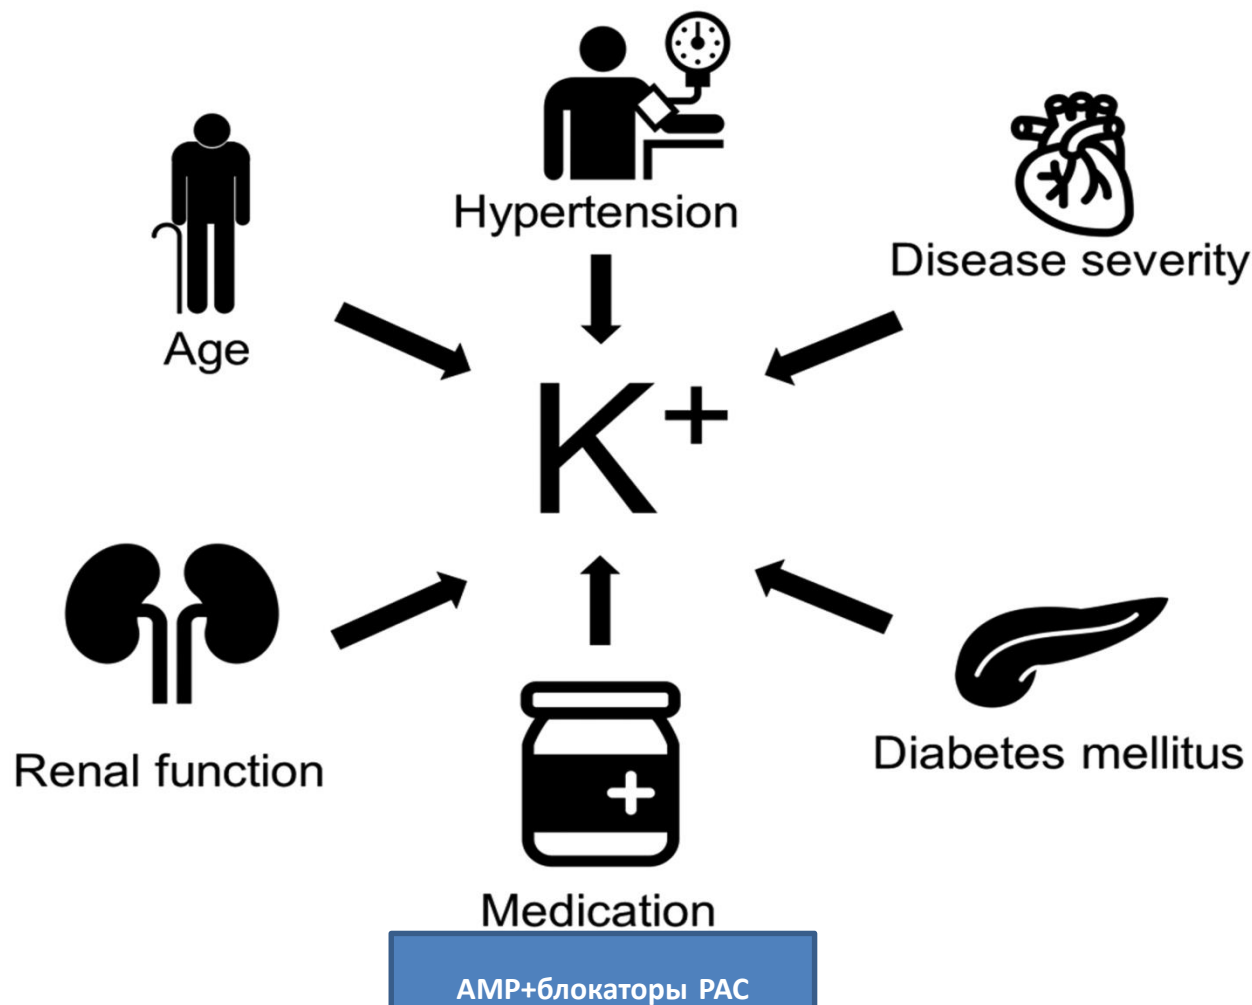 Hypertension
Disease severity
Age
K⁺
Renal function
Diabetes mellitus
Medication
АМР+блокаторы РАС